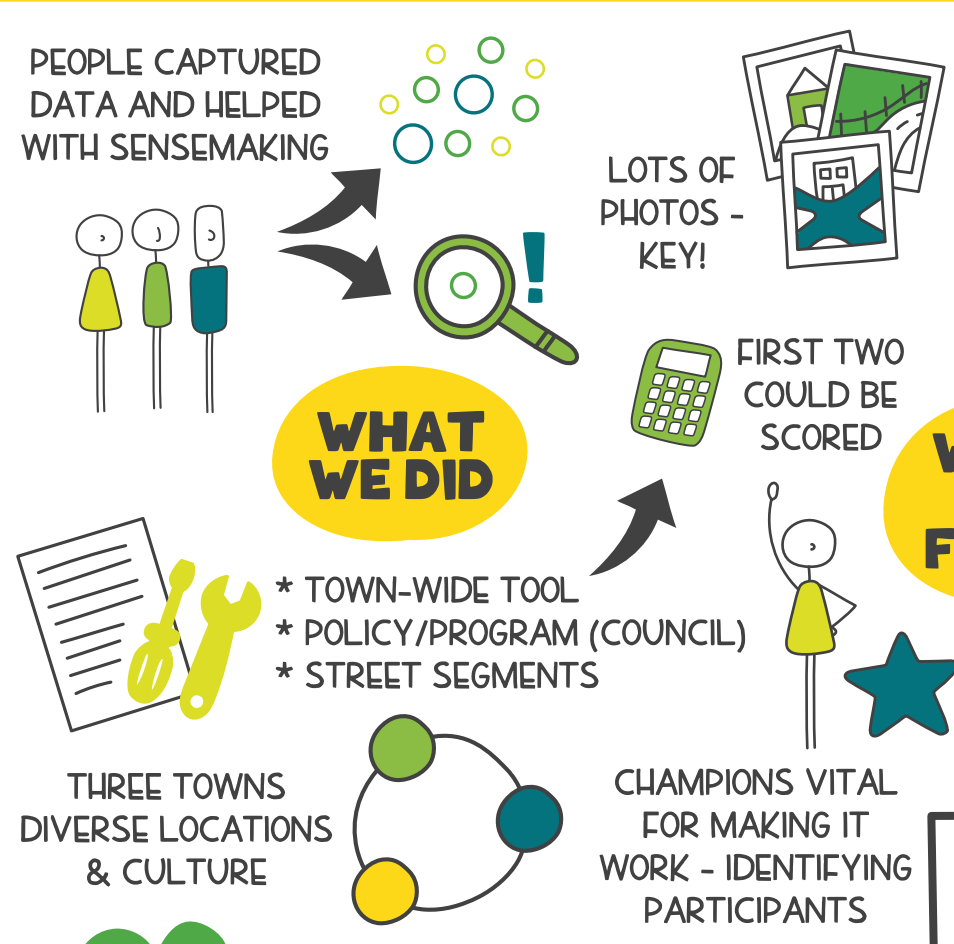 PEOPLE CAPTURED
DATA AND HELPED
WITH SENSEMAKING
LOTS OF
PHOTOS -
KEY!
FIRST TWO
COULD BE
SCORED
WHAT
WE DID
* TOWN-WIDE TOOL
* POLICY/PROGRAM (COUNCIL)
* STREET SEGMENTS
THREE TOWNS
DIVERSE LOCATIONS
& CULTURE
CHAMPIONS VITAL
FOR MAKING IT
WORK - IDENTIFYING
PARTICIPANTS